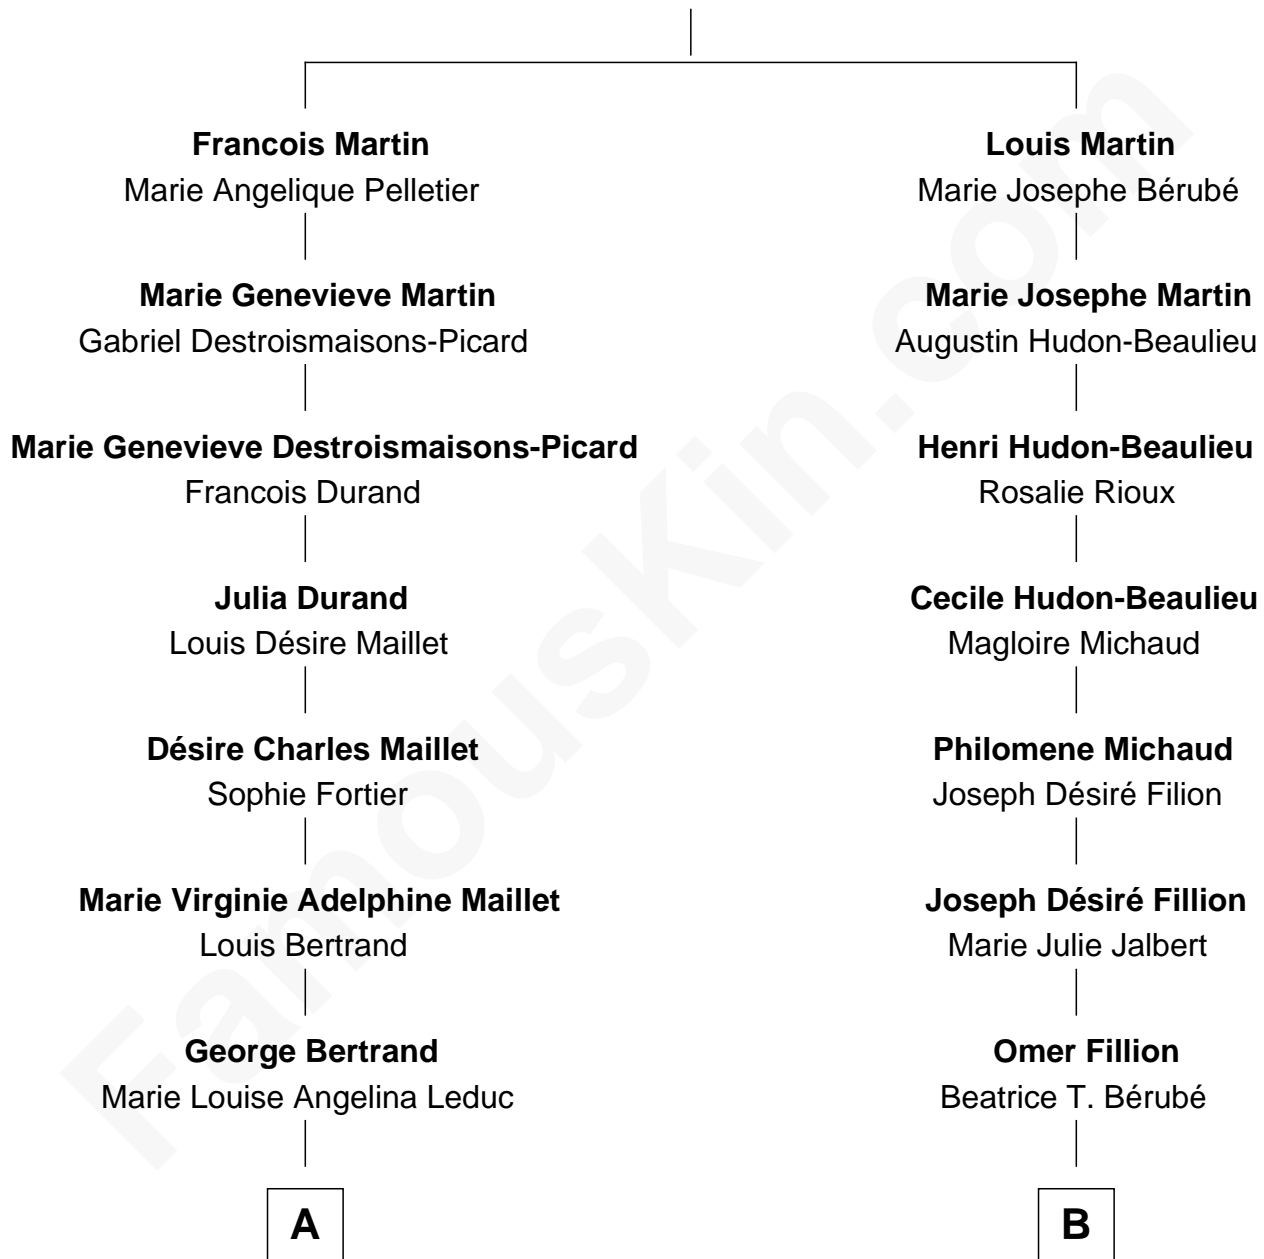 Francois Martin
Marie Angelique Pelletier
Marie Genevieve Martin
Gabriel Destroismaisons-Picard
Marie Genevieve Destroismaisons-Picard
Francois Durand
Julia Durand
Louis Désire Maillet
Désire Charles Maillet
Sophie Fortier
Marie Virginie Adelphine Maillet
Louis Bertrand
George Bertrand
Marie Louise Angelina Leduc
A
Louis Martin
Marie Josephe Bérubé
Marie Josephe Martin
Augustin Hudon-Beaulieu
Henri Hudon-Beaulieu
Rosalie Rioux
Cecile Hudon-Beaulieu
Magloire Michaud
Philomene Michaud
Joseph Désiré Filion
Joseph Désiré Fillion
Marie Julie Jalbert
Omer Fillion
Beatrice T. Bérubé
B
FamousKin.com